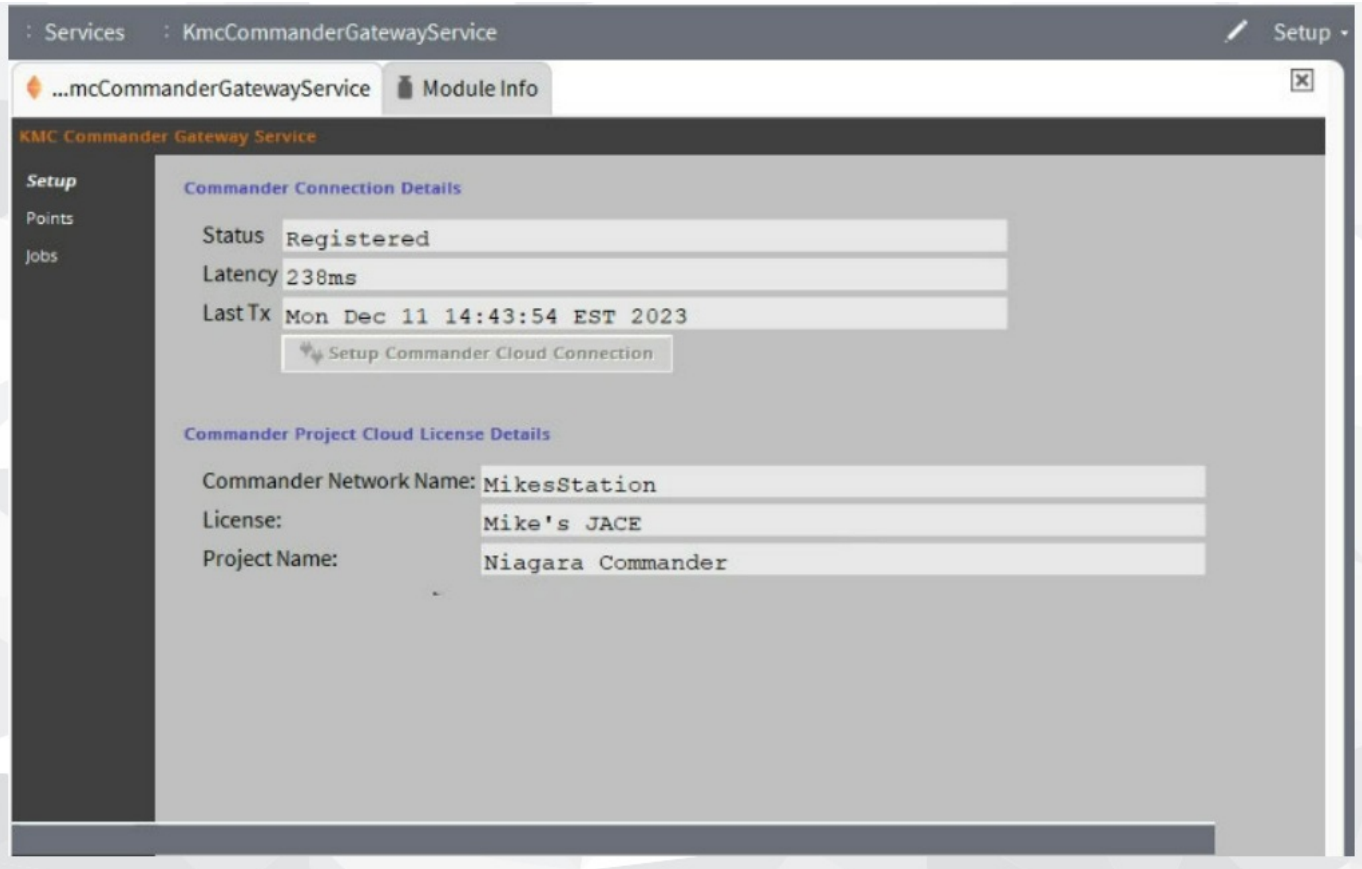 : Services : KmcCommanderGatewayService Setup
...mcCommanderGatewayService Module Info
KMC Commander Gateway Service
Setup
Points
Jobs
Commander Connection Details
Status Registered
Latency 238ms
Last Tx Mon Dec 11 14:43:54 EST 2023
Setup Commander Cloud Connection
Commander Project Cloud License Details
Commander Network Name: MikesStation
License: Mike's JACE
Project Name: Niagara Commander